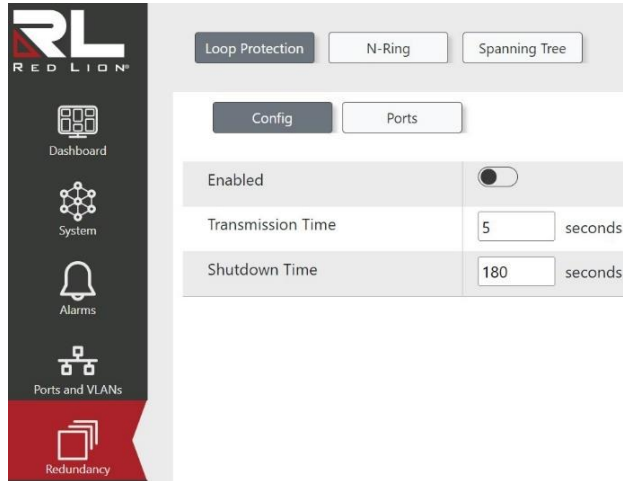 RL
RED LION®
Dashboard
System
Alarms
Ports and VLANs
Redundancy
Loop Protection N-Ring Spanning Tree
Config Ports
Enabled
Transmission Time 5 seconds
Shutdown Time 180 seconds